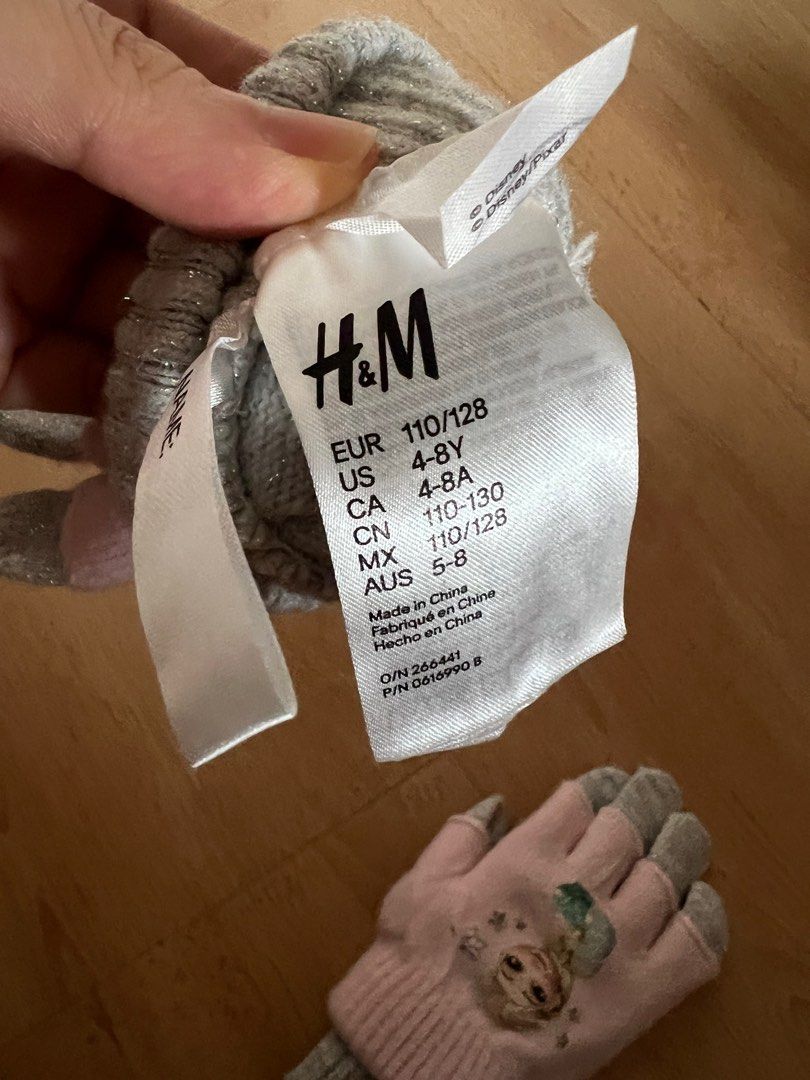 © Disney
© Disney/Pixar
H&M
NAME:
EUR 110/128
US 4-8Y
CA 4-8A
CN 110-130
MX 110/128
AUS 5-8
Made in China
Fabriqué en Chine
Hecho en China
O/N 266441
P/N 0616990 B